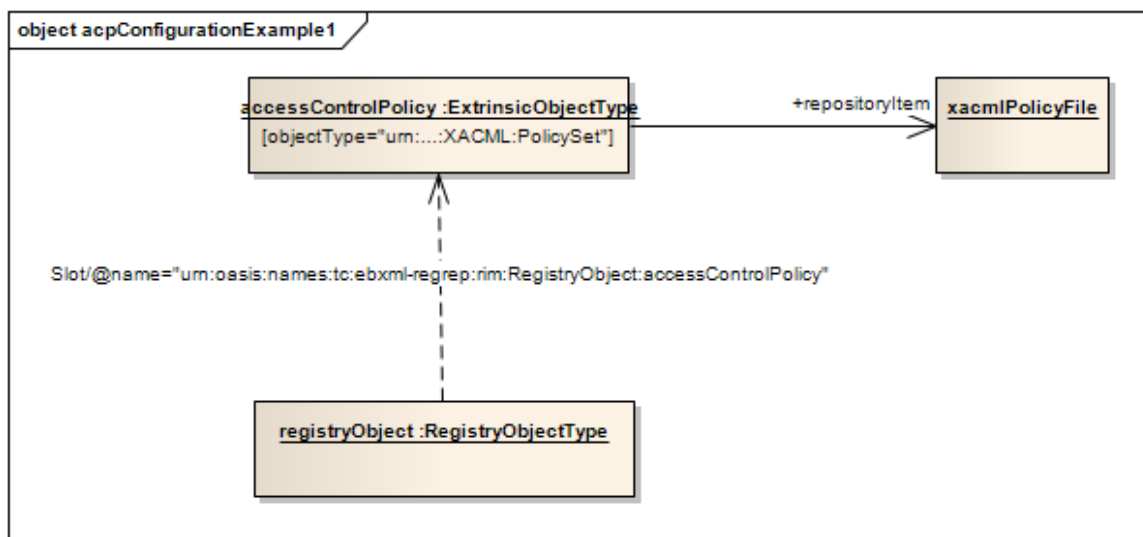 object acpConfigurationExample1
accessControlPolicy :ExtrinsicObjectType
[objectType="urn:...:XACML:PolicySet"]
+repositoryItem
xacmlPolicyFile
Slot/@name="urn:oasis:names:tc:ebxml-regrep:rim:RegistryObject:accessControlPolicy"
registryObject :RegistryObjectType